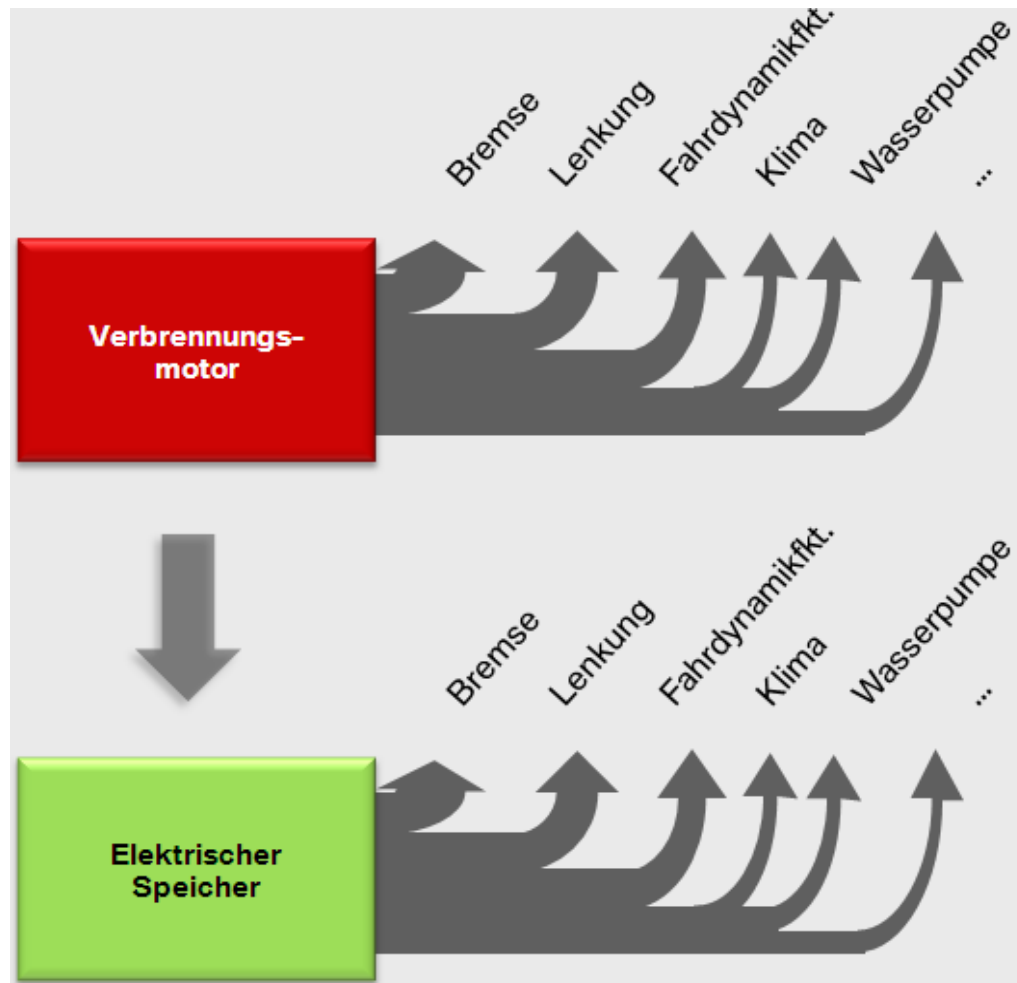 Bremse
Lenkung
Fahrdynamikfkt.
Klima
Wasserpumpe
...
Verbrennungs-
motor
Bremse
Lenkung
Fahrdynamikfkt.
Klima
Wasserpumpe
...
Elektrischer
Speicher